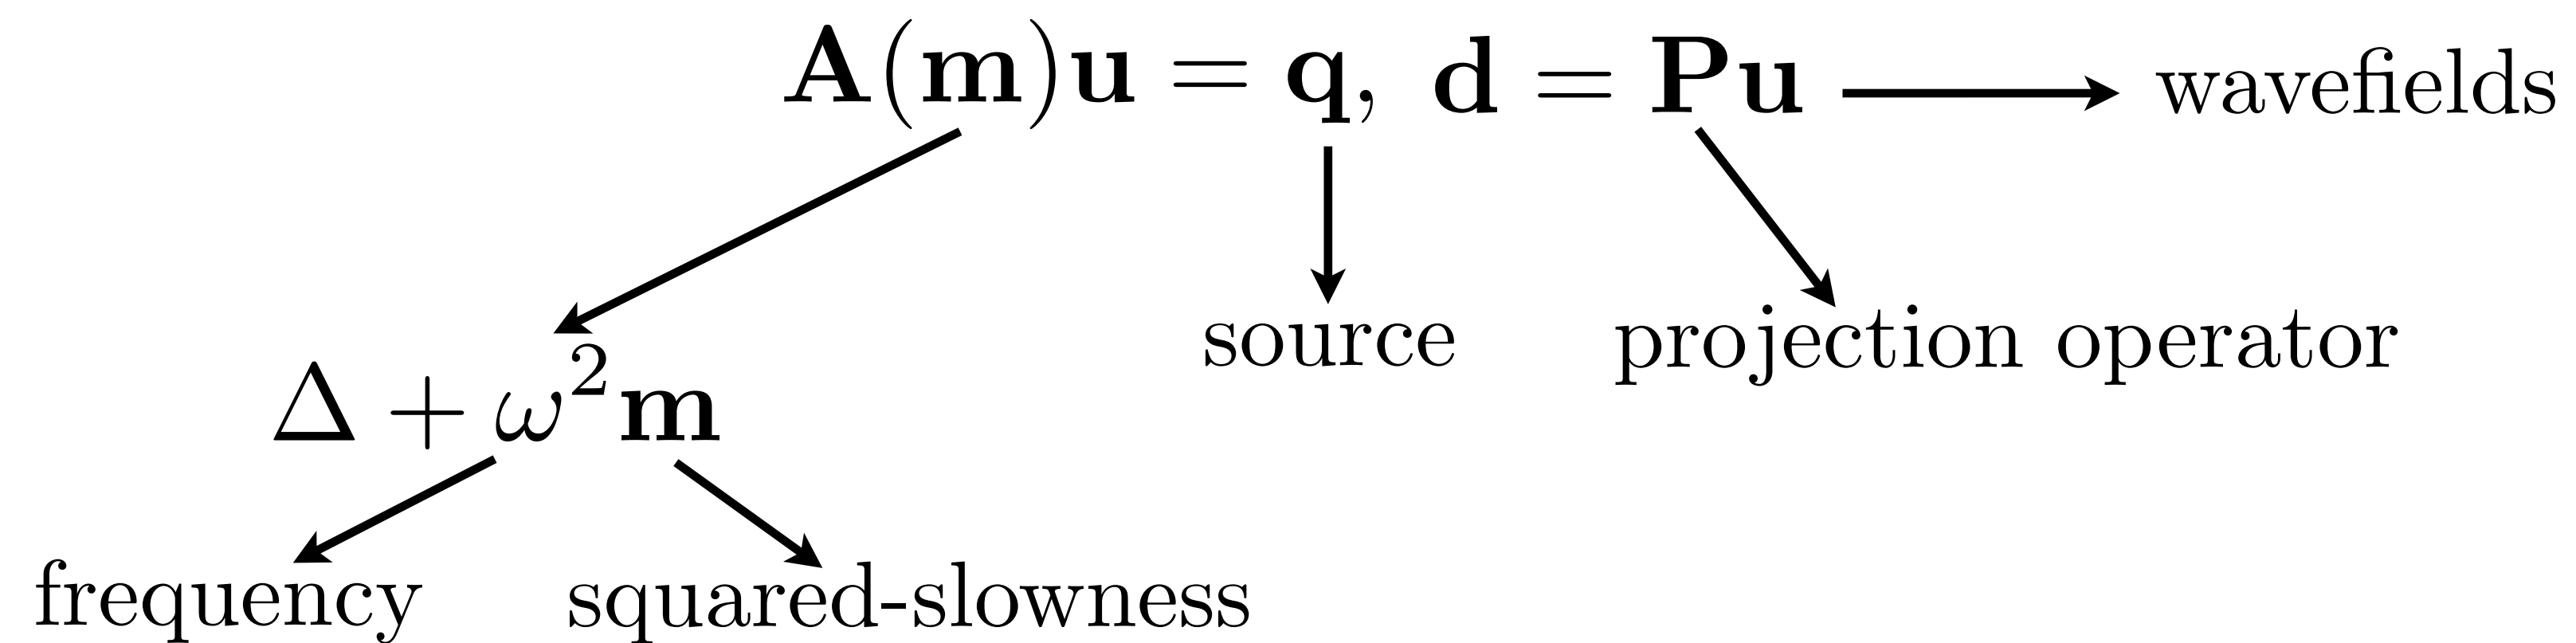 A(m)u = q, d = Pu wavefields
source projection operator
Δ + ω²m
frequency squared-slowness